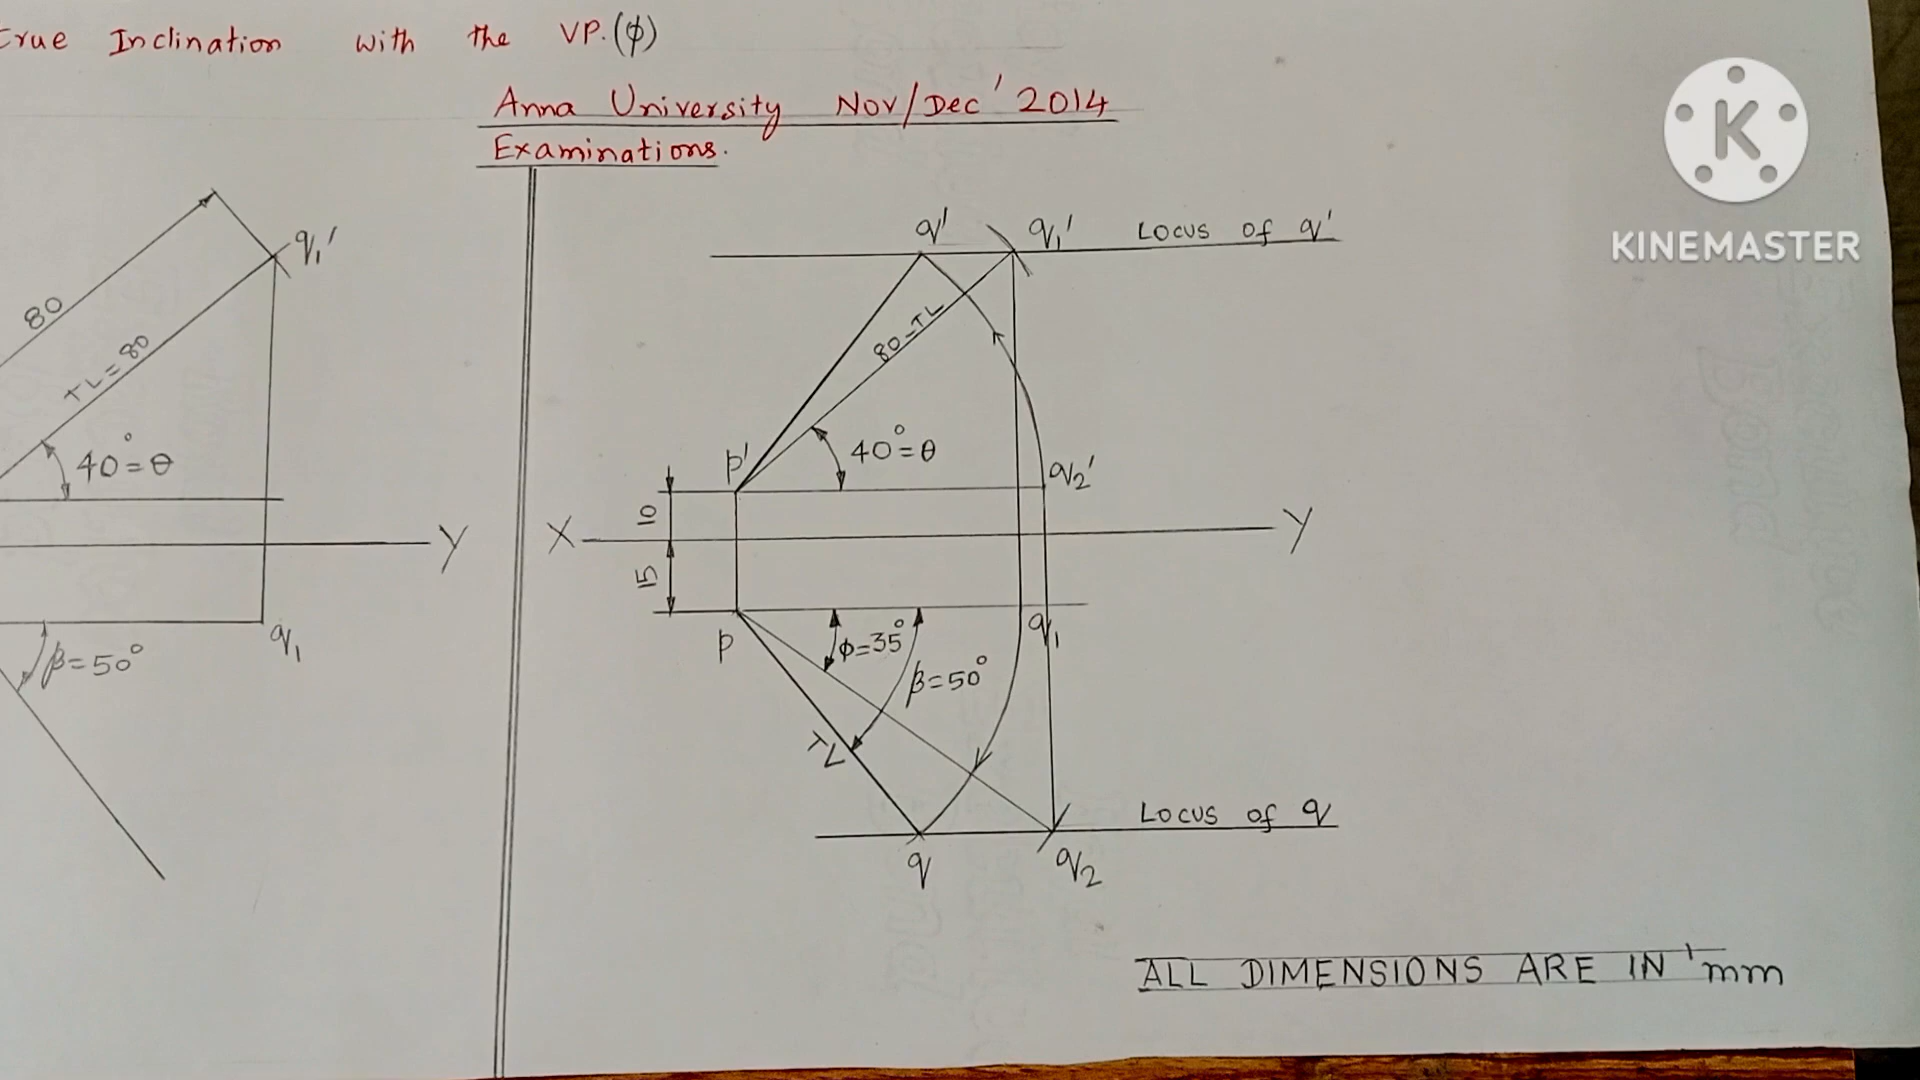 true Inclination with the VP.(ϕ)
Anna University Nov/Dec' 2014
Examinations.
K
KINEMASTER
80
TL=80
40°=θ
q₁'
Y
q₁
β=50°
q'
q₁'
Locus of q'
80=TL
40°=θ
p'
q₂'
10
X
Y
15
p
ϕ=35°
β=50°
q₁
TL
Locus of q
q
q₂
ALL DIMENSIONS ARE IN 'mm